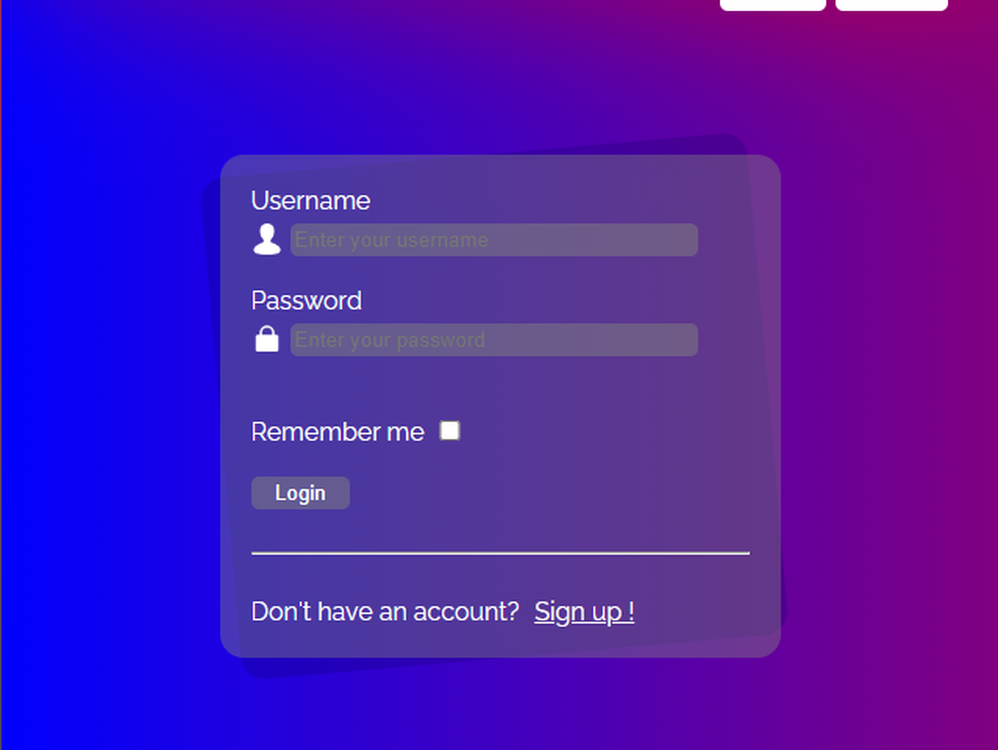 Username
Enter your username
Password
Enter your password
Remember me
Login
Don't have an account? Sign up !